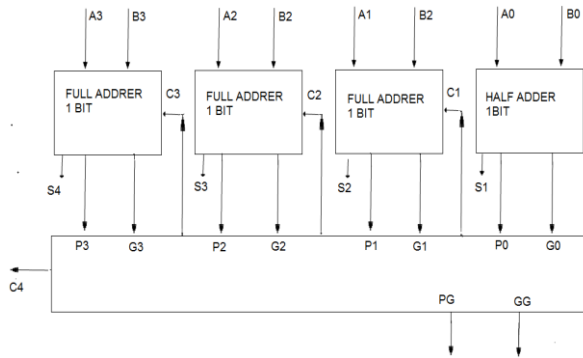 A3 B3 A2 B2 A1 B2 A0 B0
FULL ADDRER
1 BIT
C3
FULL ADDRER
1 BIT
C2
FULL ADDRER
1 BIT
C1
HALF ADDER
1BIT
S4 S3 S2 S1
P3 G3 P2 G2 P1 G1 P0 G0
C4
PG GG